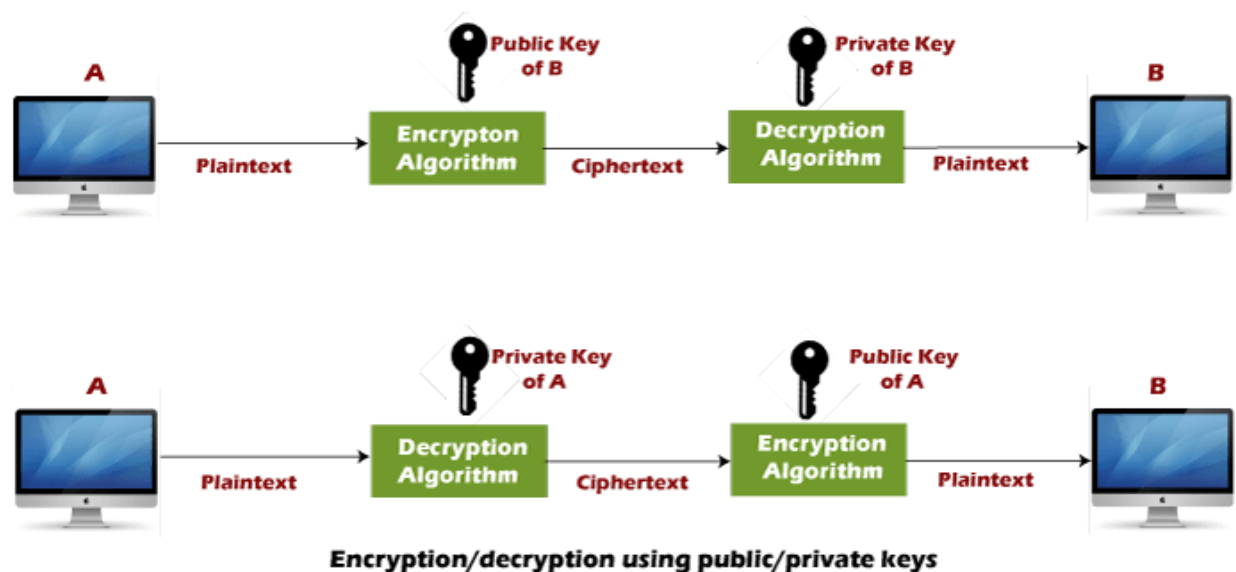 A
Public Key
of B
Private Key
of B
B
Encrypton
Algorithm
Decryption
Algorithm
Plaintext
Ciphertext
Plaintext
A
Private Key
of A
Public Key
of A
B
Decryption
Algorithm
Encryption
Algorithm
Plaintext
Ciphertext
Plaintext
Encryption/decryption using public/private keys